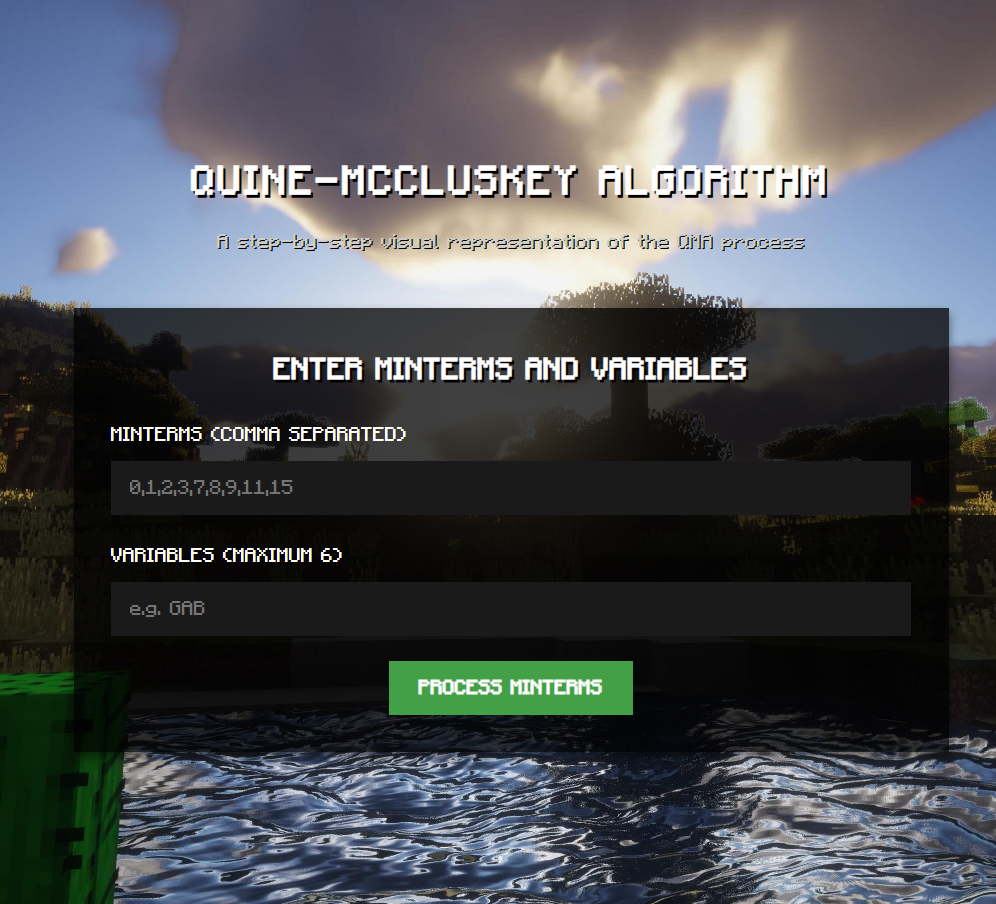 QUINE-MCCLUSKEY ALGORITHM
A step-by-step visual representation of the QMA process
ENTER MINTERMS AND VARIABLES
MINTERMS (COMMA SEPARATED)
0,1,2,3,7,8,9,11,15
VARIABLES (MAXIMUM 6)
e.g. GAB
PROCESS MINTERMS